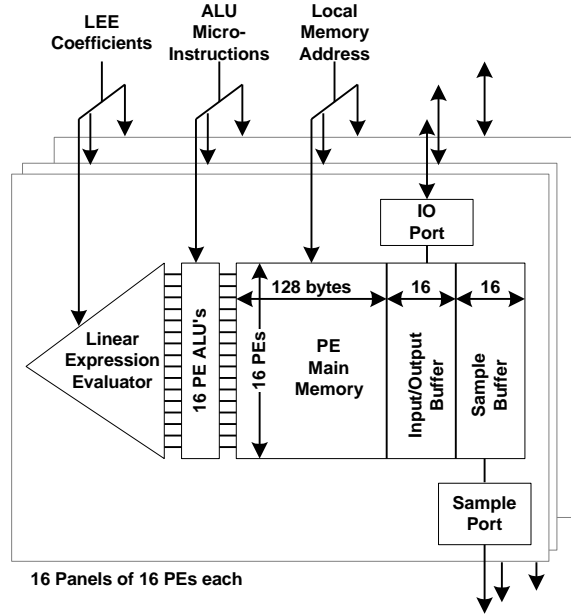 LEE
Coefficients
ALU
Micro-
Instructions
Local
Memory
Address
IO
Port
128 bytes
16
16
Linear
Expression
Evaluator
16 PE ALU's
16 PEs
PE
Main
Memory
Input/Output
Buffer
Sample
Buffer
Sample
Port
16 Panels of 16 PEs each